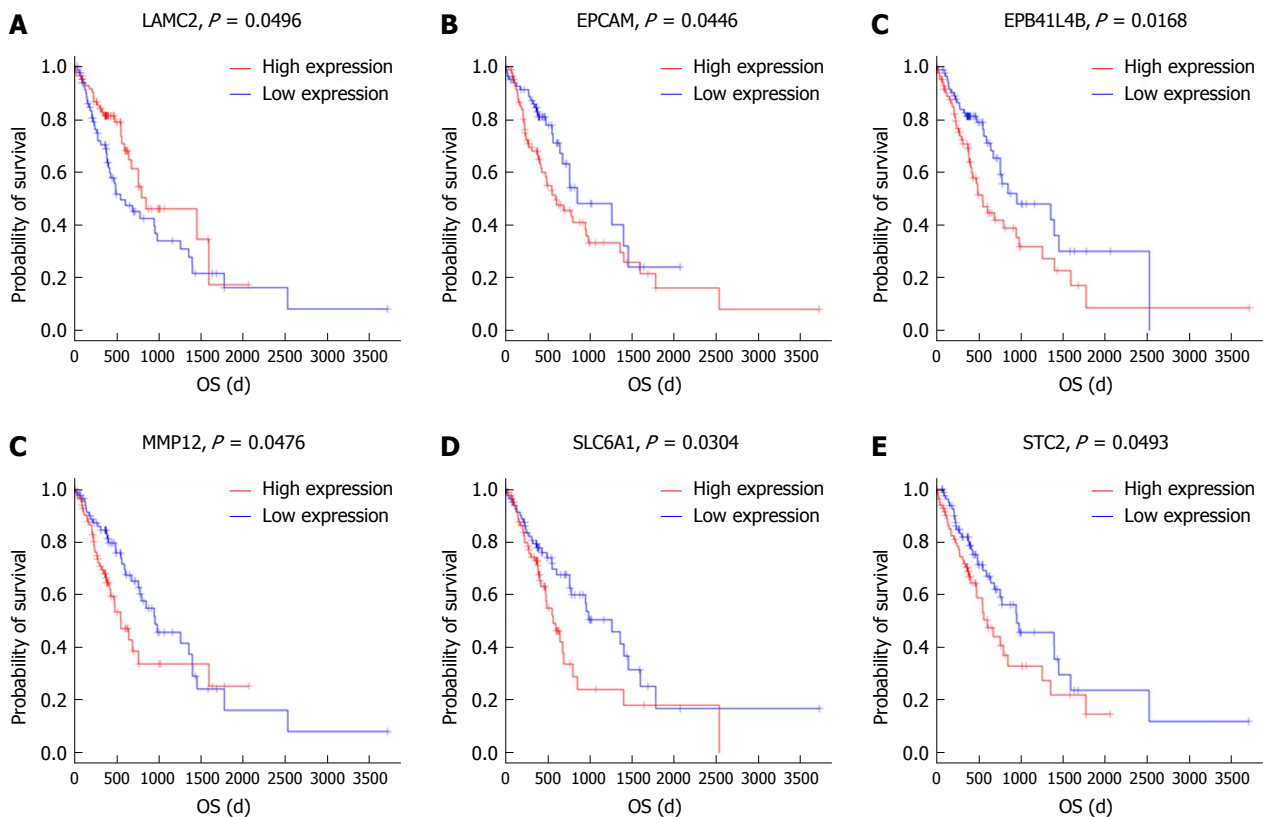 A LAMC2, P = 0.0496
High expression
Low expression
Probability of survival
1.0
0.8
0.6
0.4
0.2
0.0
0 500 1000 1500 2000 2500 3000 3500
OS (d)
B EPCAM, P = 0.0446
High expression
Low expression
Probability of survival
1.0
0.8
0.6
0.4
0.2
0.0
0 500 1000 1500 2000 2500 3000 3500
OS (d)
C EPB41L4B, P = 0.0168
High expression
Low expression
Probability of survival
1.0
0.8
0.6
0.4
0.2
0.0
0 500 1000 1500 2000 2500 3000 3500
OS (d)
C MMP12, P = 0.0476
High expression
Low expression
Probability of survival
1.0
0.8
0.6
0.4
0.2
0.0
0 500 1000 1500 2000 2500 3000 3500
OS (d)
D SLC6A1, P = 0.0304
High expression
Low expression
Probability of survival
1.0
0.8
0.6
0.4
0.2
0.0
0 500 1000 1500 2000 2500 3000 3500
OS (d)
E STC2, P = 0.0493
High expression
Low expression
Probability of survival
1.0
0.8
0.6
0.4
0.2
0.0
0 500 1000 1500 2000 2500 3000 3500
OS (d)